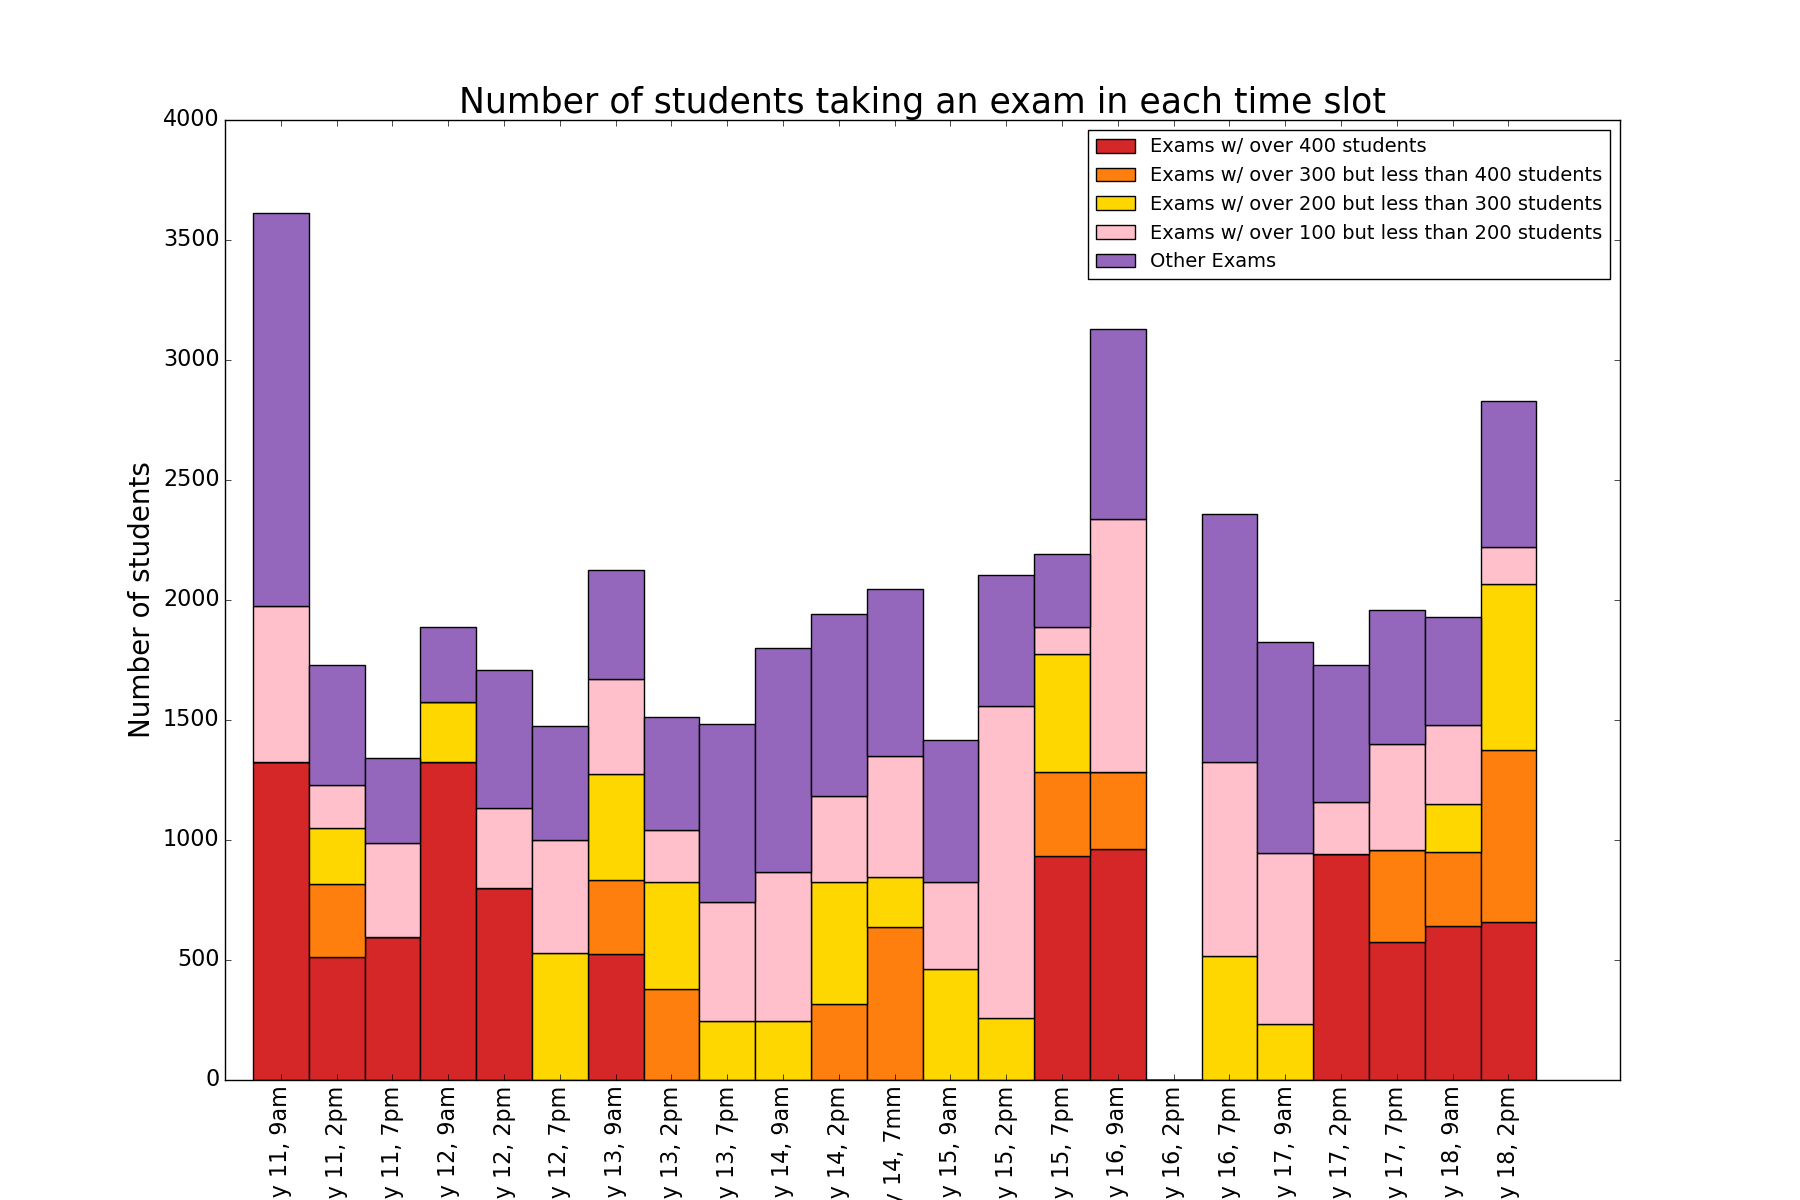 Number of students taking an exam in each time slot
Number of students
4000
3500
3000
2500
2000
1500
1000
500
0
Exams w/ over 400 students
Exams w/ over 300 but less than 400 students
Exams w/ over 200 but less than 300 students
Exams w/ over 100 but less than 200 students
Other Exams
y 11, 9am
y 11, 2pm
y 11, 7pm
y 12, 9am
y 12, 2pm
y 12, 7pm
y 13, 9am
y 13, 2pm
y 13, 7pm
y 14, 9am
y 14, 2pm
y 14, 7mm
y 15, 9am
y 15, 2pm
y 15, 7pm
y 16, 9am
y 16, 2pm
y 16, 7pm
y 17, 9am
y 17, 2pm
y 17, 7pm
y 18, 9am
y 18, 2pm